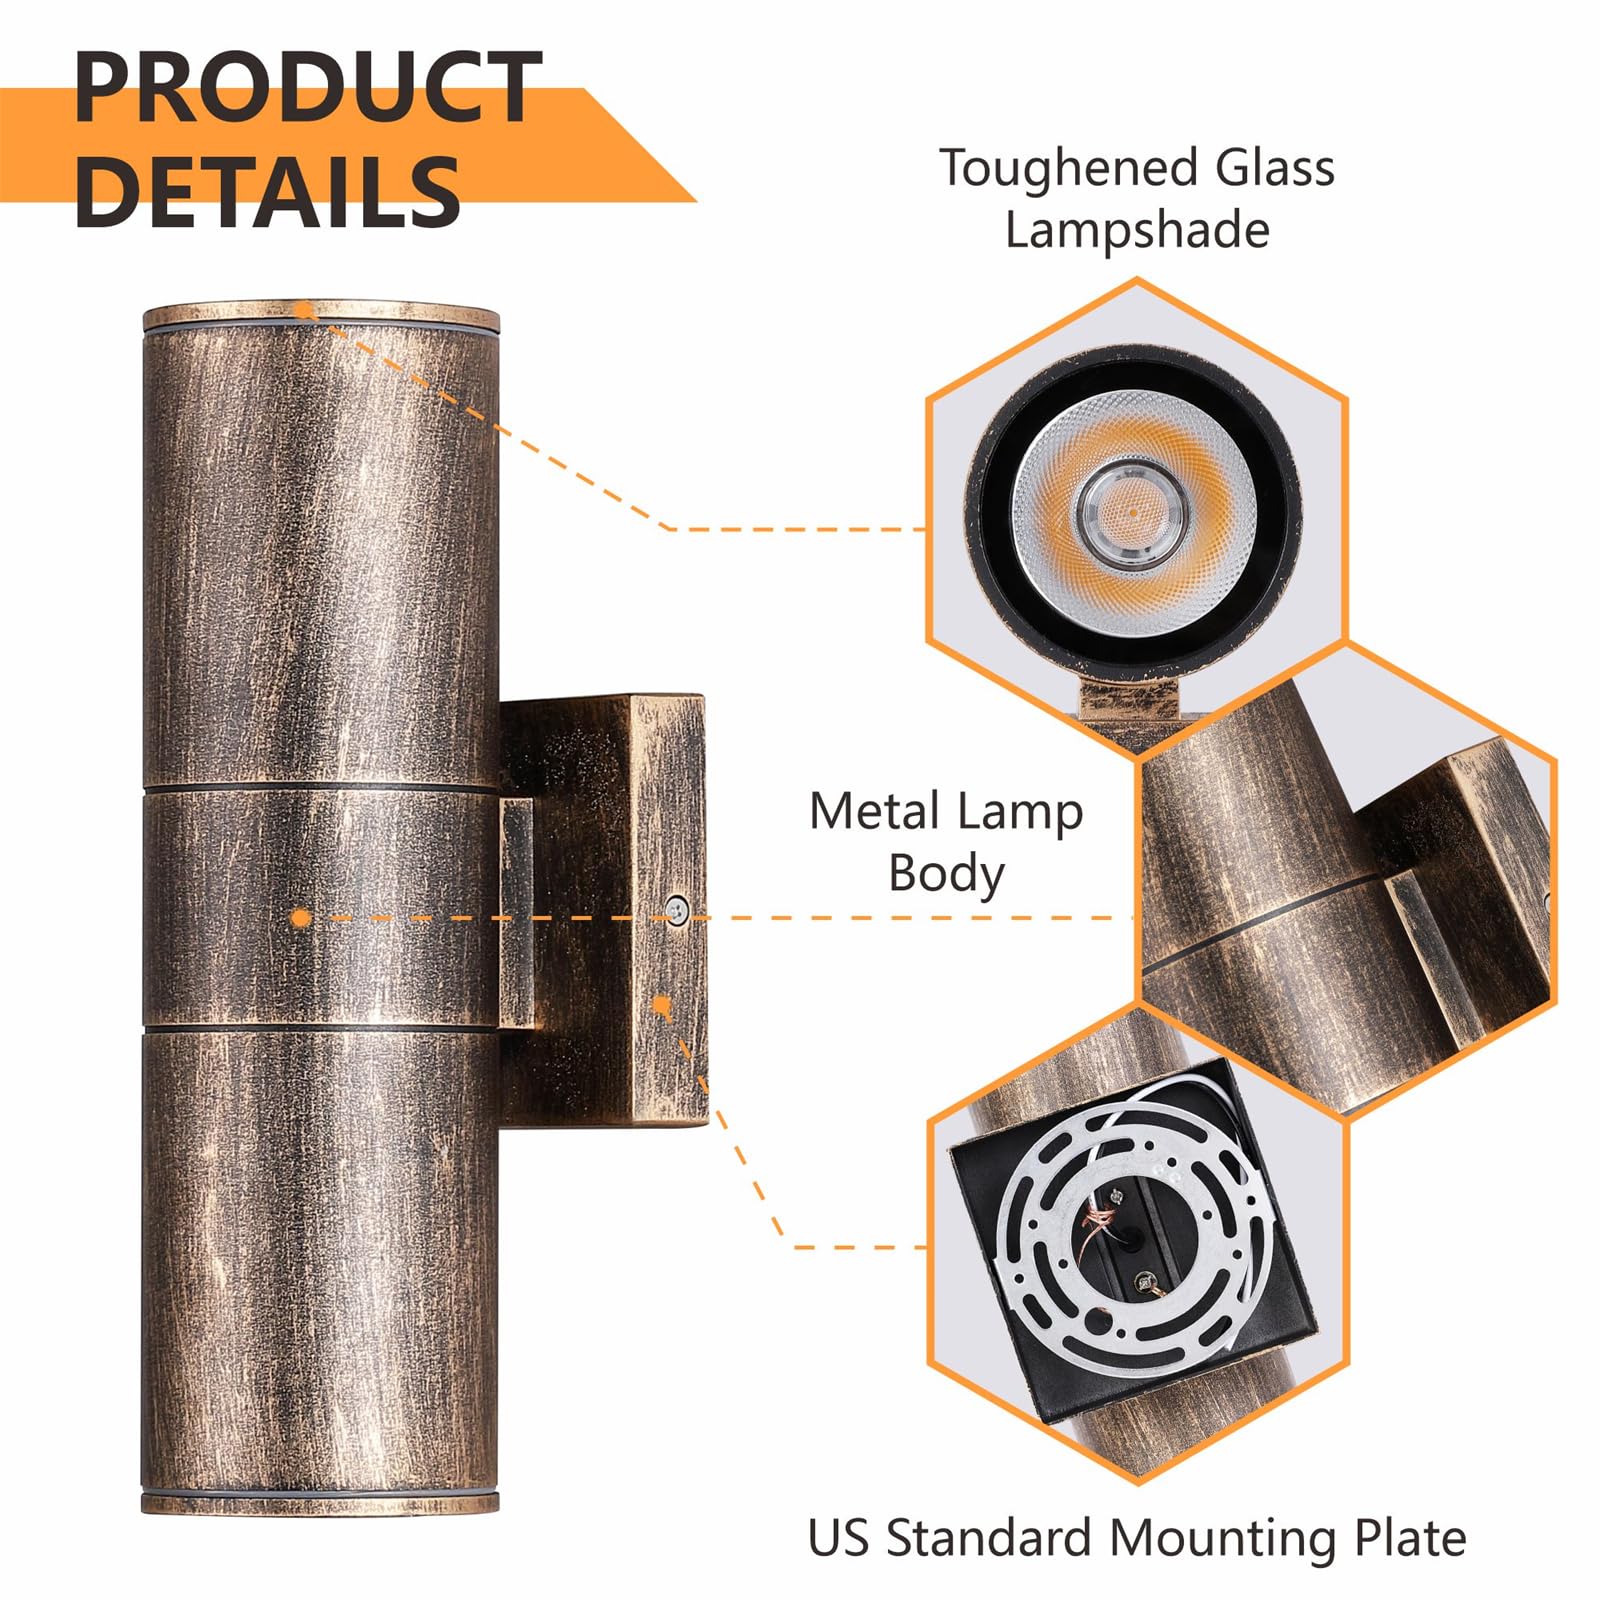 PRODUCT
DETAILS
Toughened Glass
Lampshade
Metal Lamp
Body
US Standard Mounting Plate